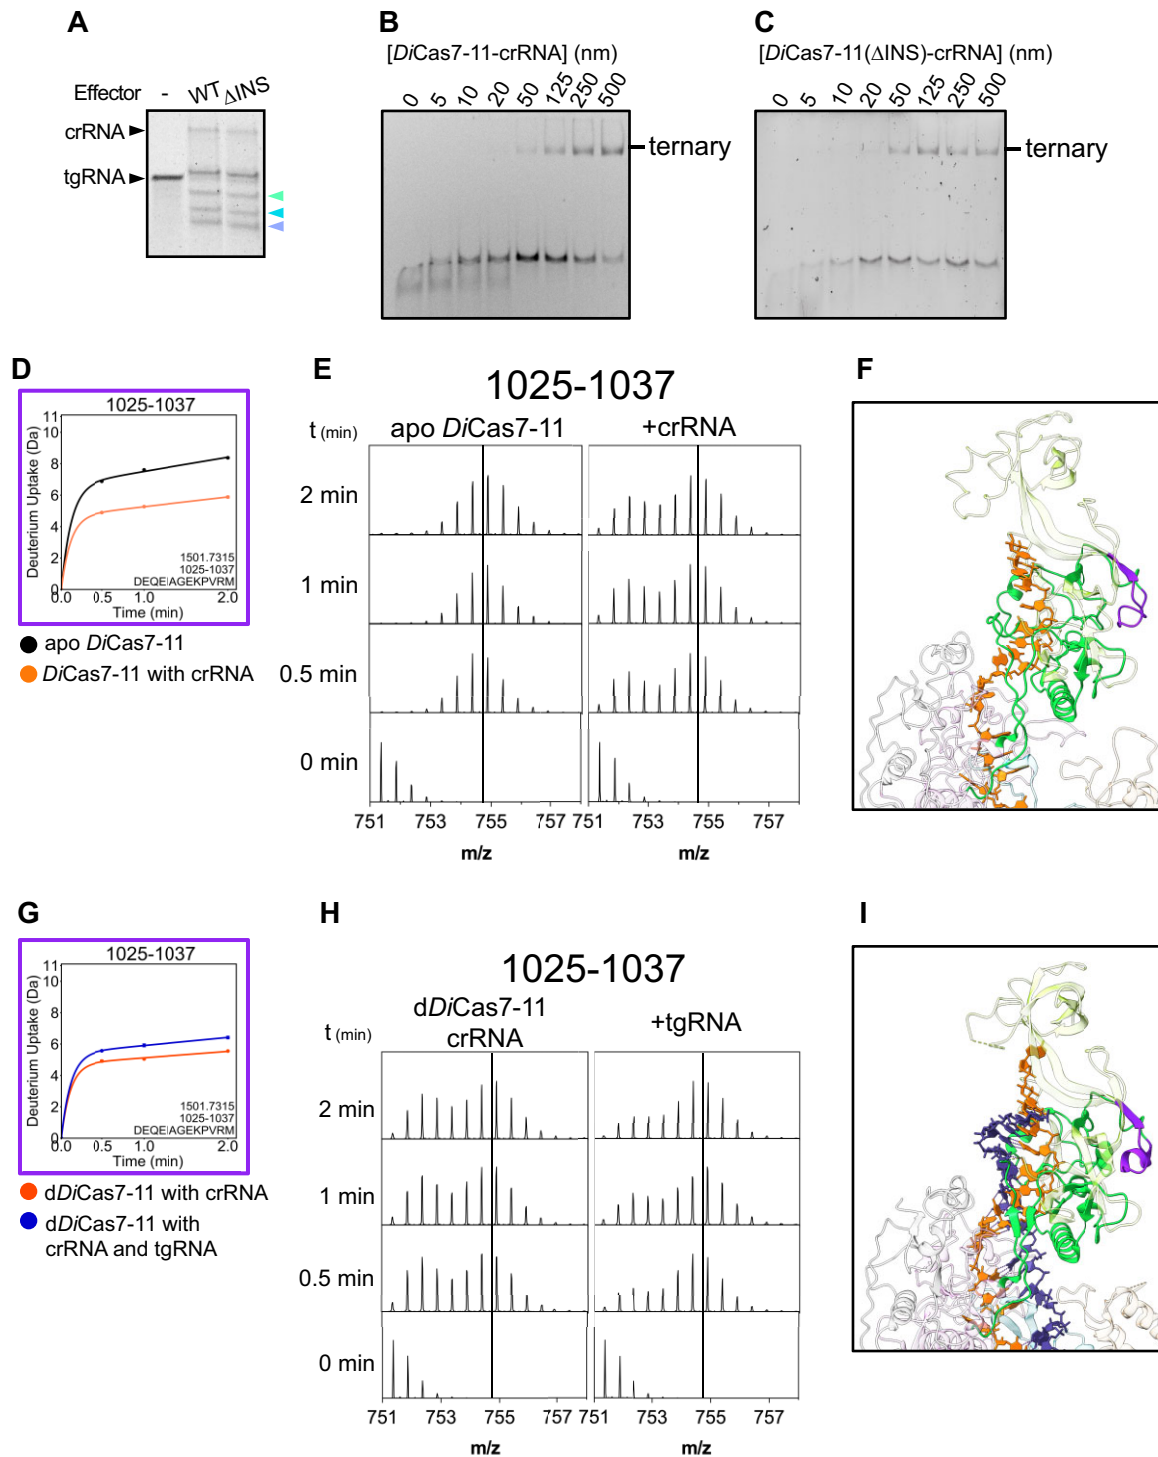 A
Effector - WT ΔINS
crRNA
tgRNA
B
[DiCas7-11-crRNA] (nm)
0 5 10 20 50 125 250 500
ternary
C
[DiCas7-11(ΔINS)-crRNA] (nm)
0 5 10 20 50 125 250 500
ternary
D
1025-1037
Deuterium Uptake (Da)
11
10
8
6
4
2
0
1501.7315
1025-1037
DEQEIAGEKPVRM
0.0 0.5 1.0 2.0
Time (min)
apo DiCas7-11
DiCas7-11 with crRNA
E
1025-1037
t (min) apo DiCas7-11 +crRNA
2 min
1 min
0.5 min
0 min
751 753 755 757 751 753 755 757
m/z m/z
F
G
1025-1037
Deuterium Uptake (Da)
11
10
8
6
4
2
0
1501.7315
1025-1037
DEQEIAGEKPVRM
0.0 0.5 1.0 2.0
Time (min)
dDiCas7-11 with crRNA
dDiCas7-11 with
crRNA and tgRNA
H
1025-1037
t (min) dDiCas7-11
crRNA
+tgRNA
2 min
1 min
0.5 min
0 min
751 753 755 757 751 753 755 757
m/z m/z
I